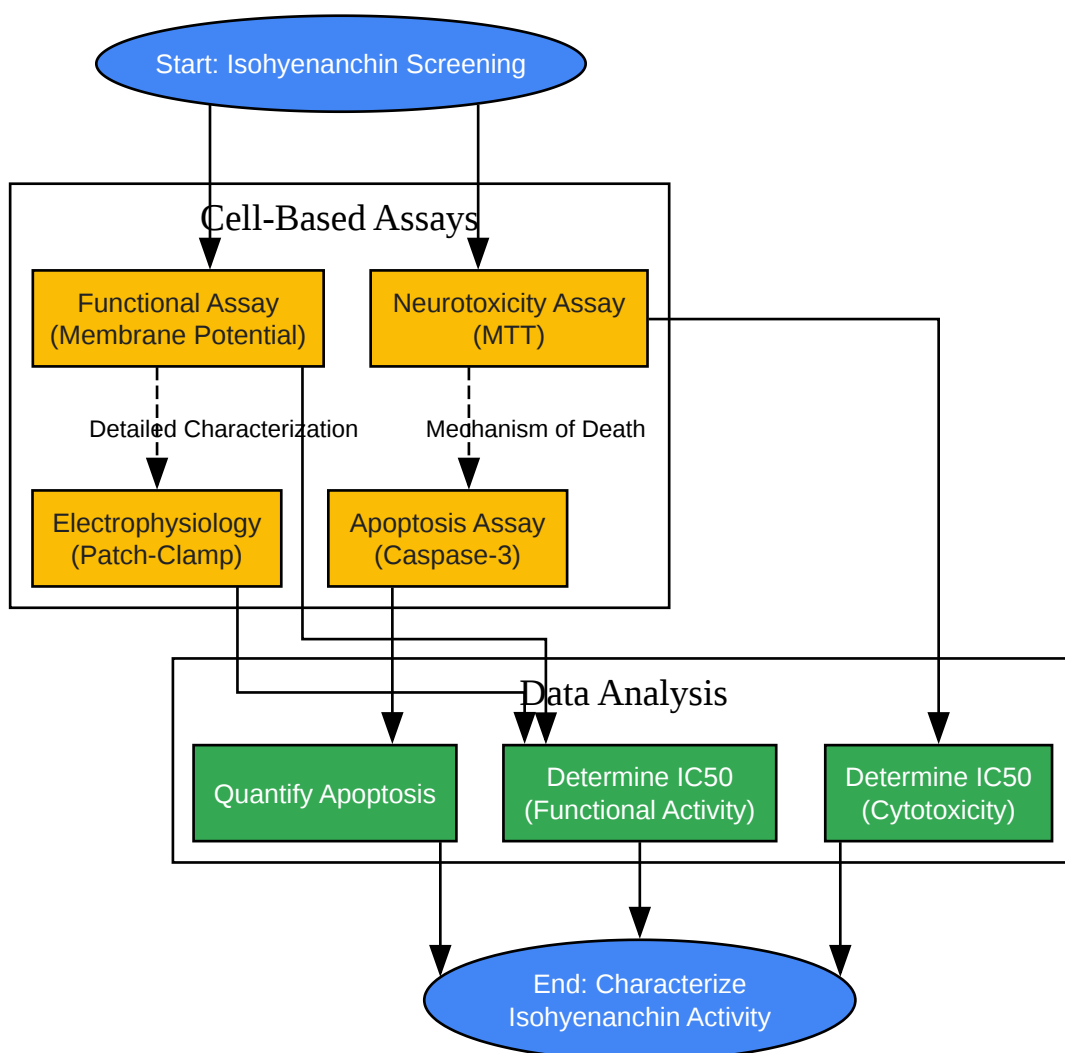 Start: Isohyenanchin Screening
Cell-Based Assays
Functional Assay
(Membrane Potential)
Neurotoxicity Assay
(MTT)
Detailed Characterization
Mechanism of Death
Electrophysiology
(Patch-Clamp)
Apoptosis Assay
(Caspase-3)
Data Analysis
Quantify Apoptosis
Determine IC50
(Functional Activity)
Determine IC50
(Cytotoxicity)
End: Characterize
Isohyenanchin Activity